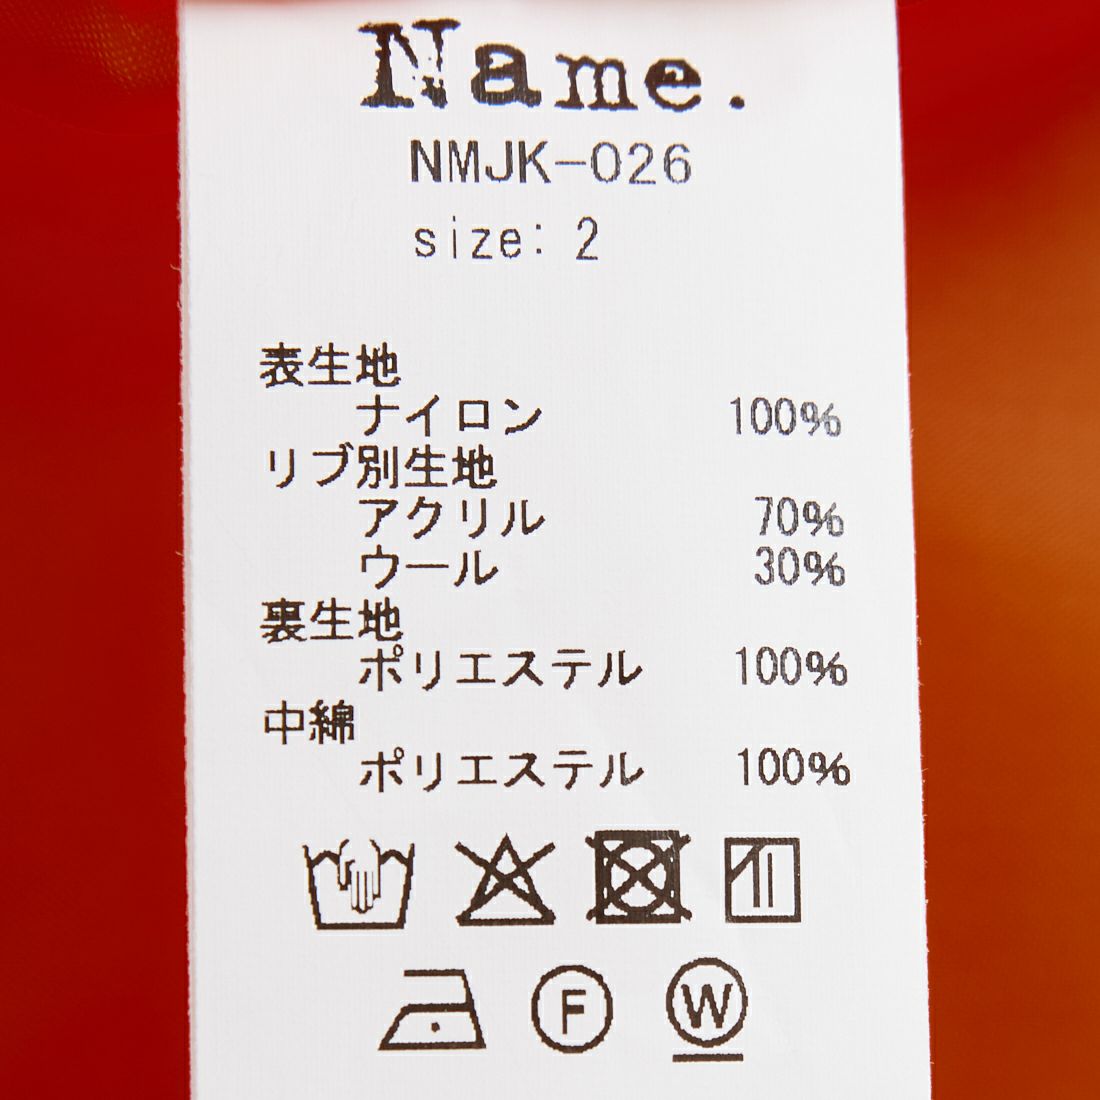 Name.
NMJK-026
size: 2
表生地
ナイロン 100%
リブ別生地
アクリル 70%
ウール 30%
裏生地
ポリエステル 100%
中綿
ポリエステル 100%
F W